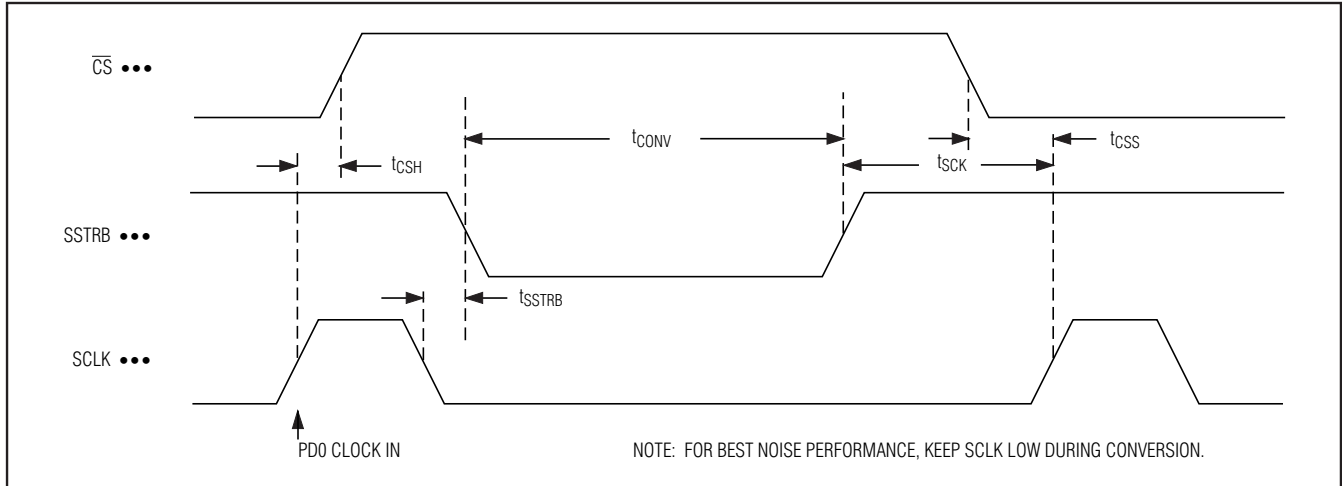 C̅S̅ •••
tCONV
tCSS
tCSH
tSCK
SSTRB •••
tSSTRB
SCLK •••
PD0 CLOCK IN
NOTE: FOR BEST NOISE PERFORMANCE, KEEP SCLK LOW DURING CONVERSION.